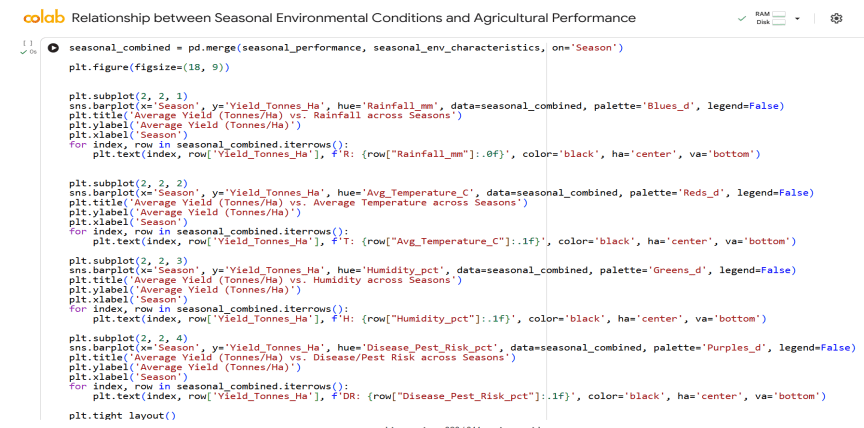 colab Relationship between Seasonal Environmental Conditions and Agricultural Performance
RAM
Disk
[ ]
0s
seasonal_combined = pd.merge(seasonal_performance, seasonal_env_characteristics, on='Season')
plt.figure(figsize=(18, 9))
plt.subplot(2, 2, 1)
sns.barplot(x='Season', y='Yield_Tonnes_Ha', hue='Rainfall_mm', data=seasonal_combined, palette='Blues_d', legend=False)
plt.title('Average Yield (Tonnes/Ha) vs. Rainfall across Seasons')
plt.ylabel('Average Yield (Tonnes/Ha)')
plt.xlabel('Season')
for index, row in seasonal_combined.iterrows():
    plt.text(index, row['Yield_Tonnes_Ha'], f'R: {row["Rainfall_mm"]:.0f}', color='black', ha='center', va='bottom')
plt.subplot(2, 2, 2)
sns.barplot(x='Season', y='Yield_Tonnes_Ha', hue='Avg_Temperature_C', data=seasonal_combined, palette='Reds_d', legend=False)
plt.title('Average Yield (Tonnes/Ha) vs. Average Temperature across Seasons')
plt.ylabel('Average Yield (Tonnes/Ha)')
plt.xlabel('Season')
for index, row in seasonal_combined.iterrows():
    plt.text(index, row['Yield_Tonnes_Ha'], f'T: {row["Avg_Temperature_C"]:.1f}', color='black', ha='center', va='bottom')
plt.subplot(2, 2, 3)
sns.barplot(x='Season', y='Yield_Tonnes_Ha', hue='Humidity_pct', data=seasonal_combined, palette='Greens_d', legend=False)
plt.title('Average Yield (Tonnes/Ha) vs. Humidity across Seasons')
plt.ylabel('Average Yield (Tonnes/Ha)')
plt.xlabel('Season')
for index, row in seasonal_combined.iterrows():
    plt.text(index, row['Yield_Tonnes_Ha'], f'H: {row["Humidity_pct"]:.1f}', color='black', ha='center', va='bottom')
plt.subplot(2, 2, 4)
sns.barplot(x='Season', y='Yield_Tonnes_Ha', hue='Disease_Pest_Risk_pct', data=seasonal_combined, palette='Purples_d', legend=False)
plt.title('Average Yield (Tonnes/Ha) vs. Disease/Pest Risk across Seasons')
plt.ylabel('Average Yield (Tonnes/Ha)')
plt.xlabel('Season')
for index, row in seasonal_combined.iterrows():
    plt.text(index, row['Yield_Tonnes_Ha'], f'DR: {row["Disease_Pest_Risk_pct"]:.1f}', color='black', ha='center', va='bottom')
plt.tight_layout()